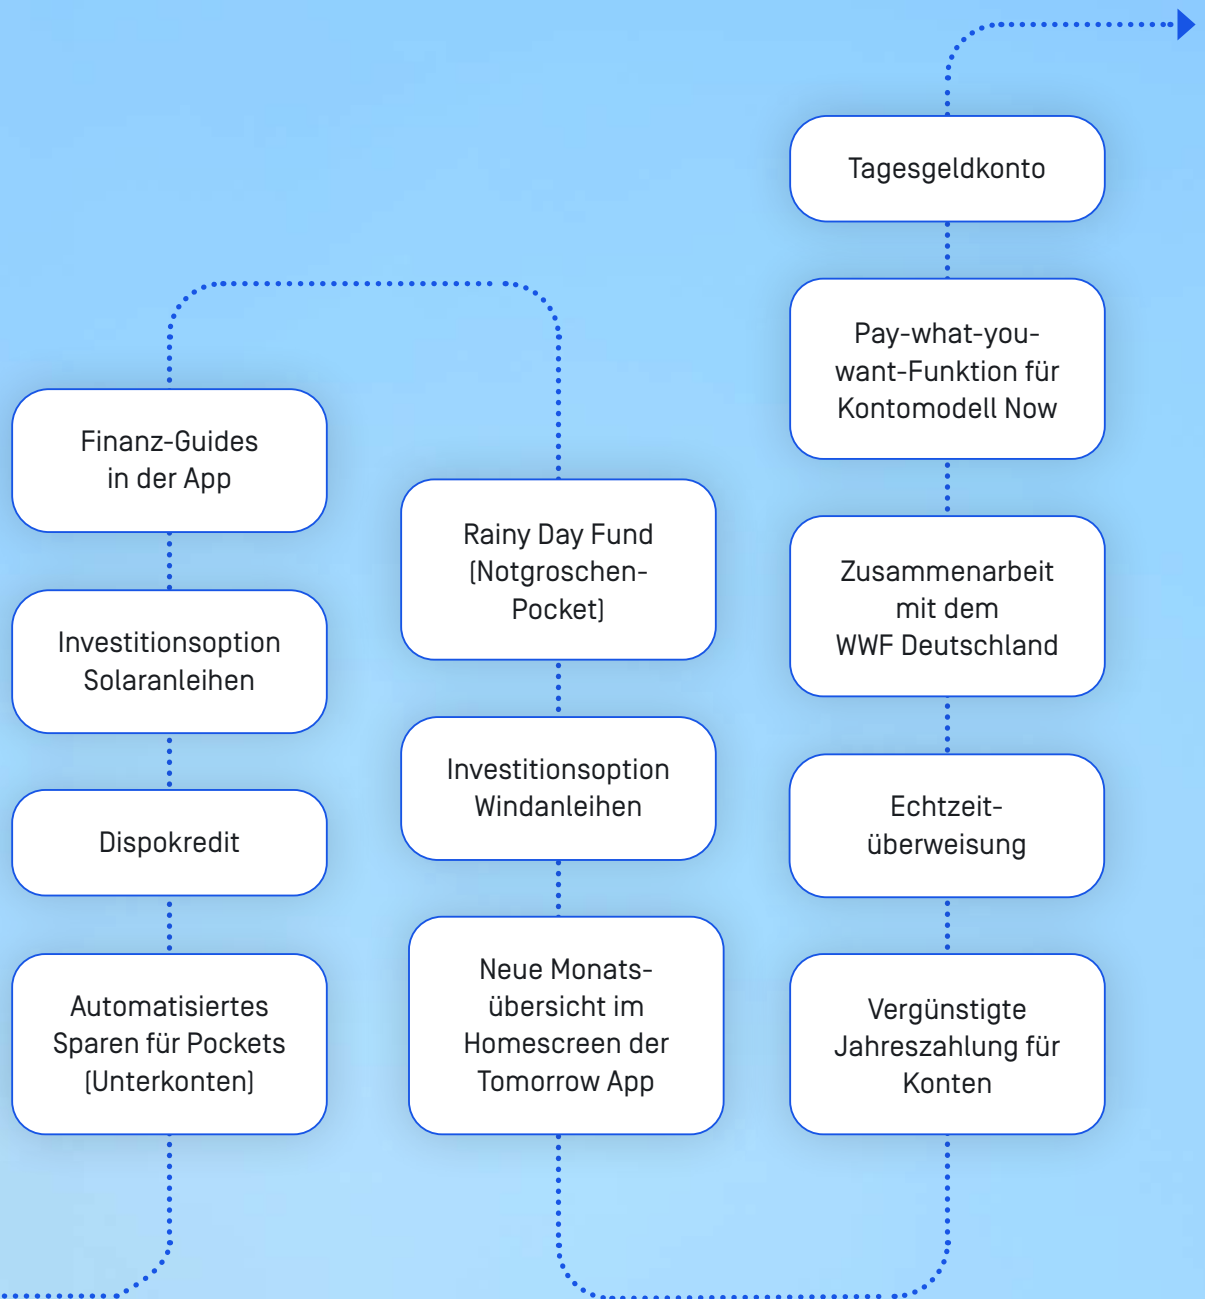 Finanz-Guides
in der App
Investitionsoption
Solaranleihen
Dispokredit
Automatisiertes
Sparen für Pockets
(Unterkonten)
Rainy Day Fund
(Notgroschen-
Pocket)
Investitionsoption
Windanleihen
Neue Monats-
übersicht im
Homescreen der
Tomorrow App
Tagesgeldkonto
Pay-what-you-
want-Funktion für
Kontomodell Now
Zusammenarbeit
mit dem
WWF Deutschland
Echtzeit-
überweisung
Vergünstigte
Jahreszahlung für
Konten